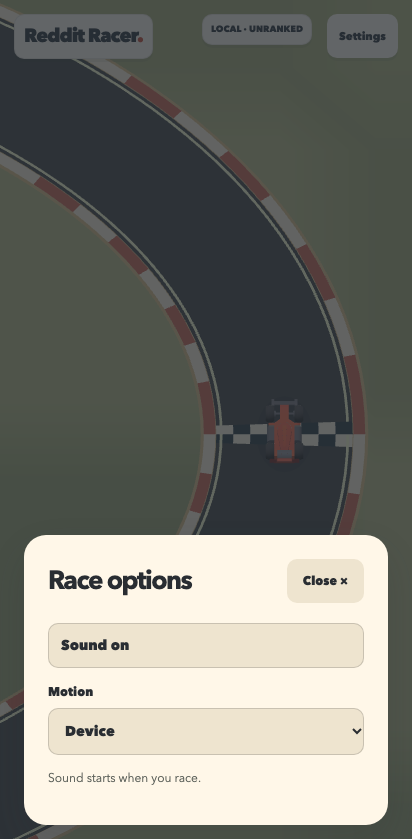 Reddit Racer.
LOCAL · UNRANKED
Settings
Race options
Close ×
Sound on
Motion
Device
Sound starts when you race.